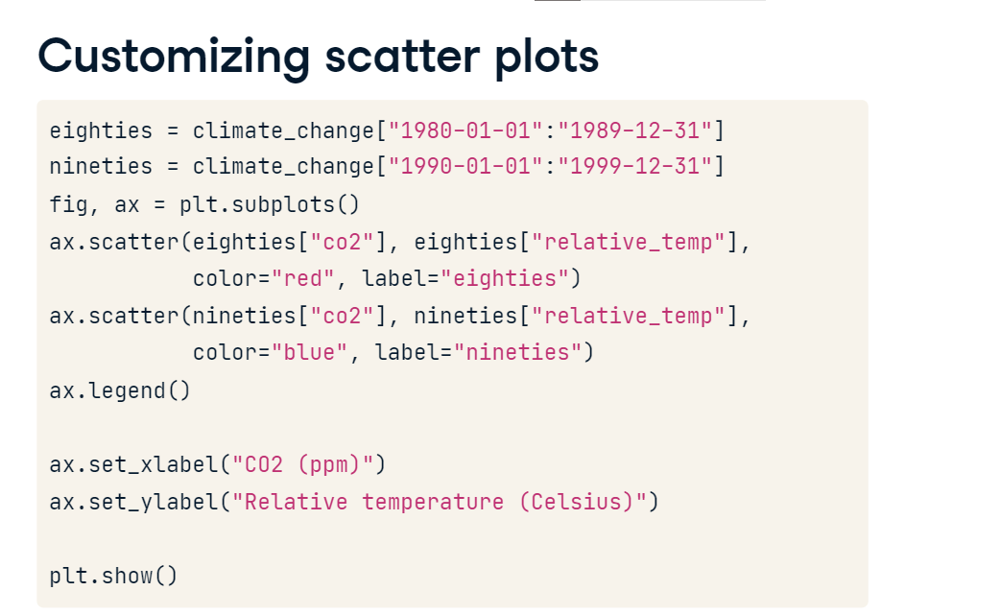 Customizing scatter plots
eighties = climate_change["1980-01-01":"1989-12-31"]
nineties = climate_change["1990-01-01":"1999-12-31"]
fig, ax = plt.subplots()
ax.scatter(eighties["co2"], eighties["relative_temp"],
           color="red", label="eighties")
ax.scatter(nineties["co2"], nineties["relative_temp"],
           color="blue", label="nineties")
ax.legend()

ax.set_xlabel("CO2 (ppm)")
ax.set_ylabel("Relative temperature (Celsius)")

plt.show()